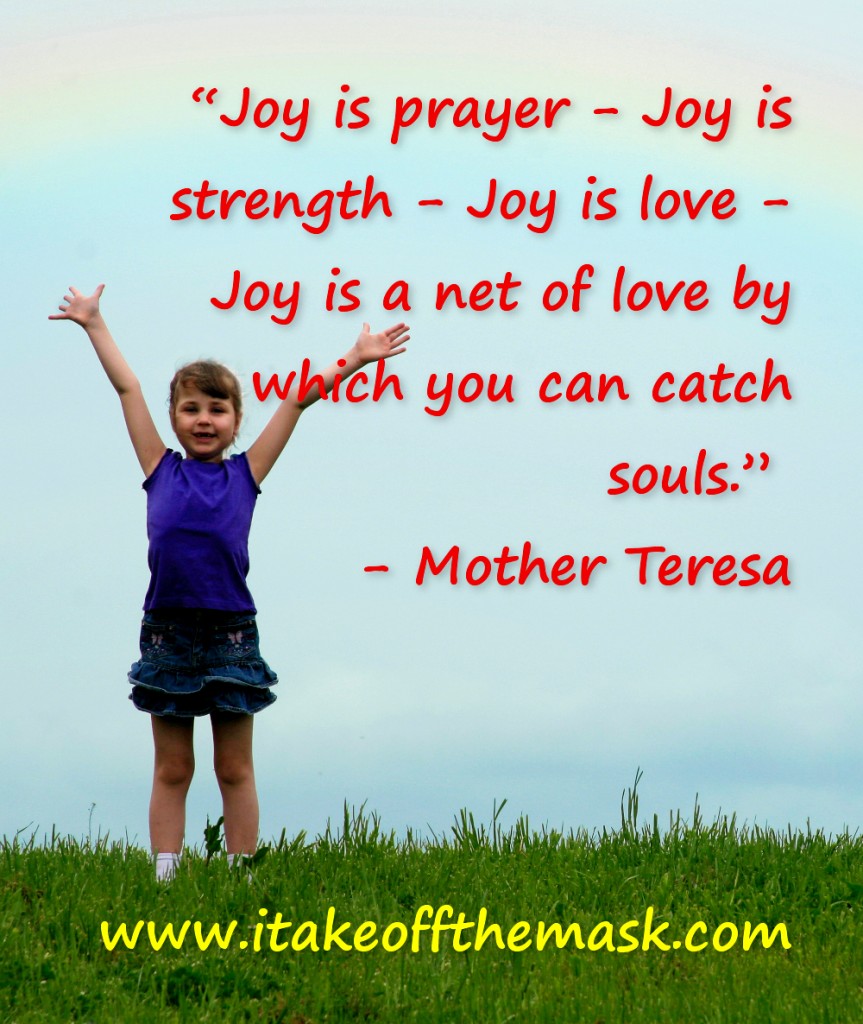 “Joy is prayer - Joy is
strength - Joy is love -
Joy is a net of love by
which you can catch
souls.”
- Mother Teresa
www.itakeoffthemask.com